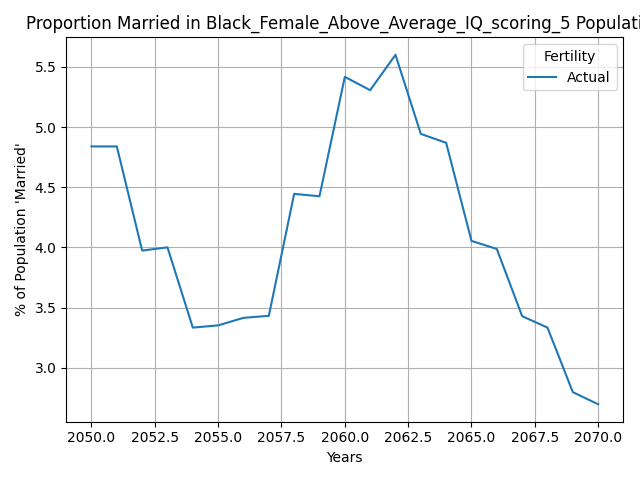 Proportion Married in Black_Female_Above_Average_IQ_scoring_5 Populati
Fertility
Actual
% of Population 'Married'
5.5
5.0
4.5
4.0
3.5
3.0
2050.0 2052.5 2055.0 2057.5 2060.0 2062.5 2065.0 2067.5 2070.0
Years